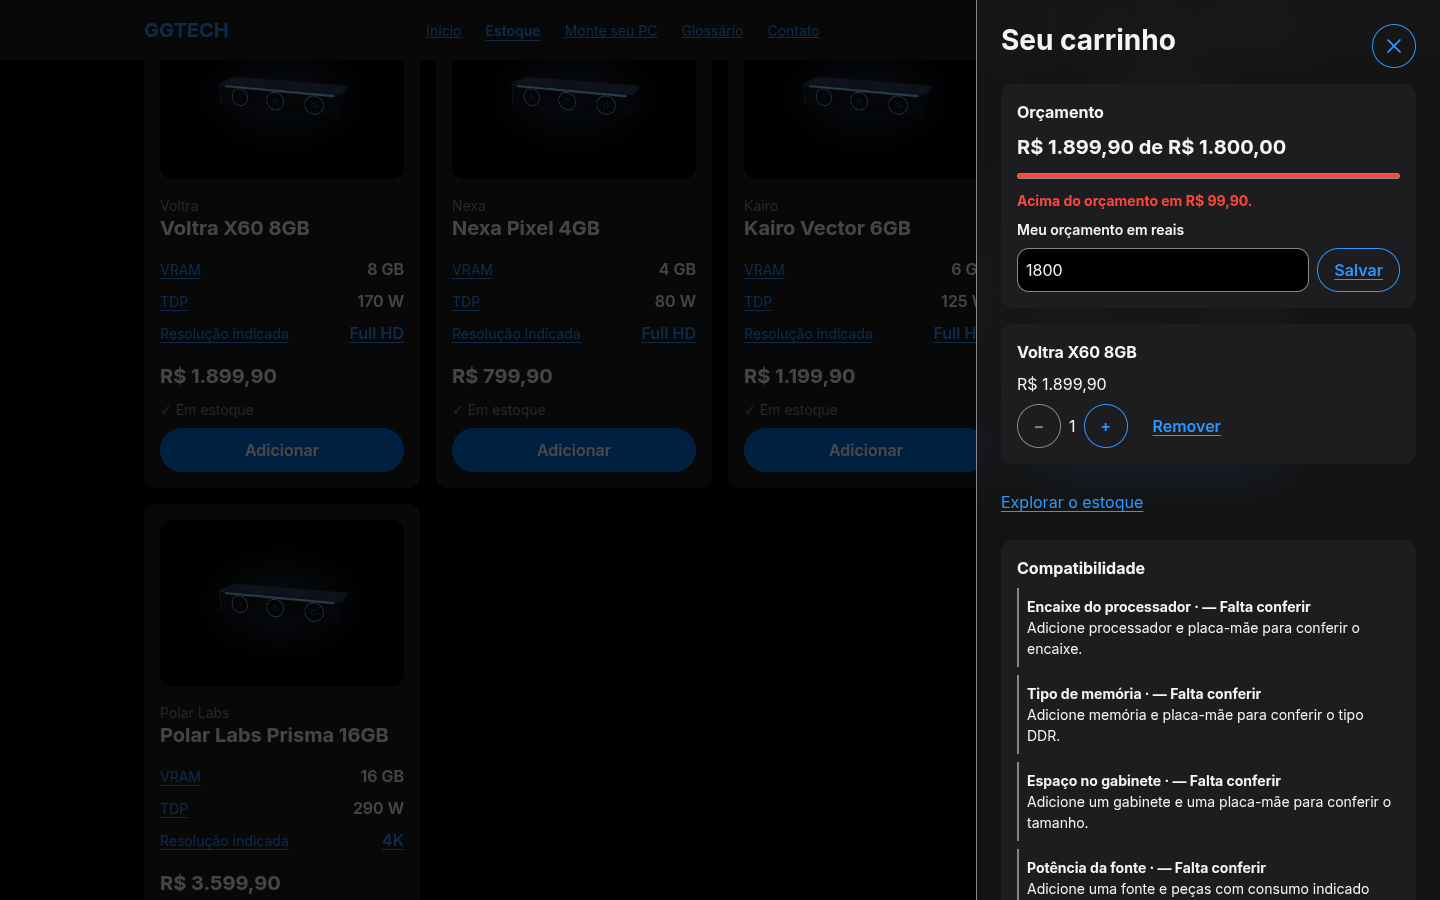 GGTECH
Início Estoque Monte seu PC Glossário Contato
Voltra
Voltra X60 8GB
VRAM 8 GB
TDP 170 W
Resolução indicada Full HD
R$ 1.899,90
✓ Em estoque
Adicionar
Nexa
Nexa Pixel 4GB
VRAM 4 GB
TDP 80 W
Resolução indicada Full HD
R$ 799,90
✓ Em estoque
Adicionar
Kairo
Kairo Vector 6GB
VRAM 6 G
TDP 125
Resolução indicada Full H
R$ 1.199,90
✓ Em estoque
Adicionar
Polar Labs
Polar Labs Prisma 16GB
VRAM 16 GB
TDP 290 W
Resolução indicada 4K
R$ 3.599,90
Seu carrinho
Orçamento
R$ 1.899,90 de R$ 1.800,00
Acima do orçamento em R$ 99,90.
Meu orçamento em reais
1800 Salvar
Voltra X60 8GB
R$ 1.899,90
− 1 + Remover
Explorar o estoque
Compatibilidade
Encaixe do processador · — Falta conferir
Adicione processador e placa-mãe para conferir o
encaixe.
Tipo de memória · — Falta conferir
Adicione memória e placa-mãe para conferir o tipo
DDR.
Espaço no gabinete · — Falta conferir
Adicione um gabinete e uma placa-mãe para conferir o
tamanho.
Potência da fonte · — Falta conferir
Adicione uma fonte e peças com consumo indicado